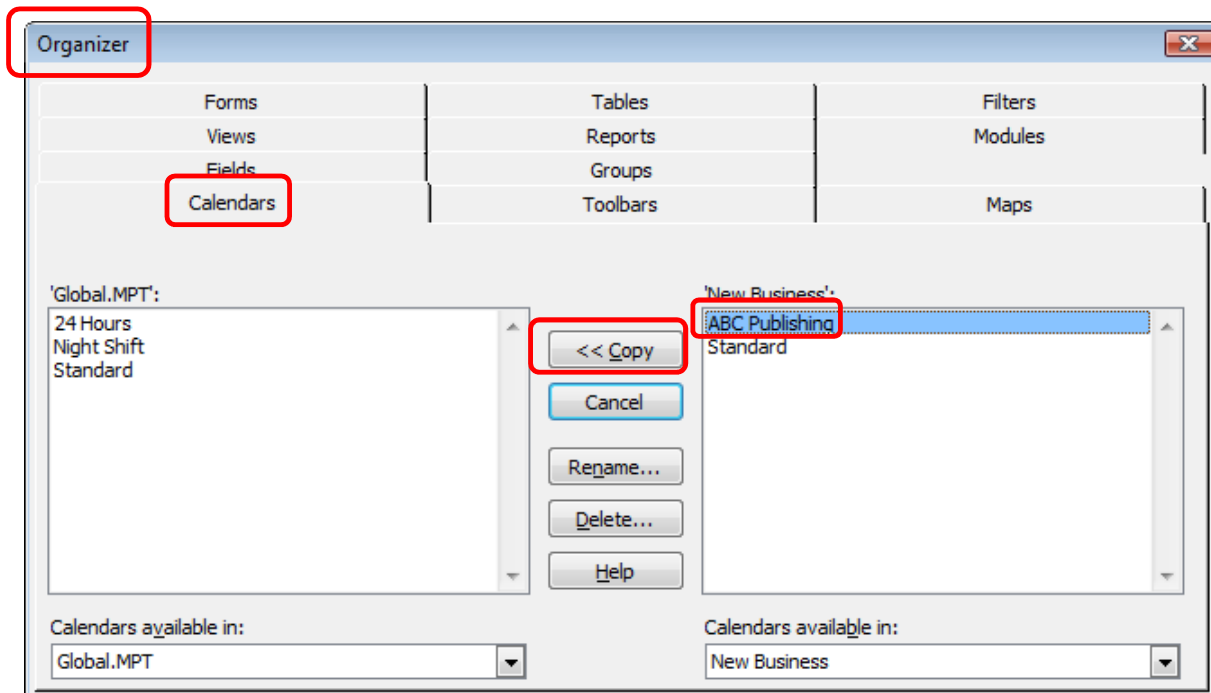 Organizer
Forms Tables Filters
Views Reports Modules
Fields Groups
Calendars Toolbars Maps
'Global.MPT':
24 Hours
Night Shift
Standard
<< Copy
Cancel
Rename...
Delete...
Help
'New Business':
ABC Publishing
Standard
Calendars available in:
Global.MPT
Calendars available in:
New Business